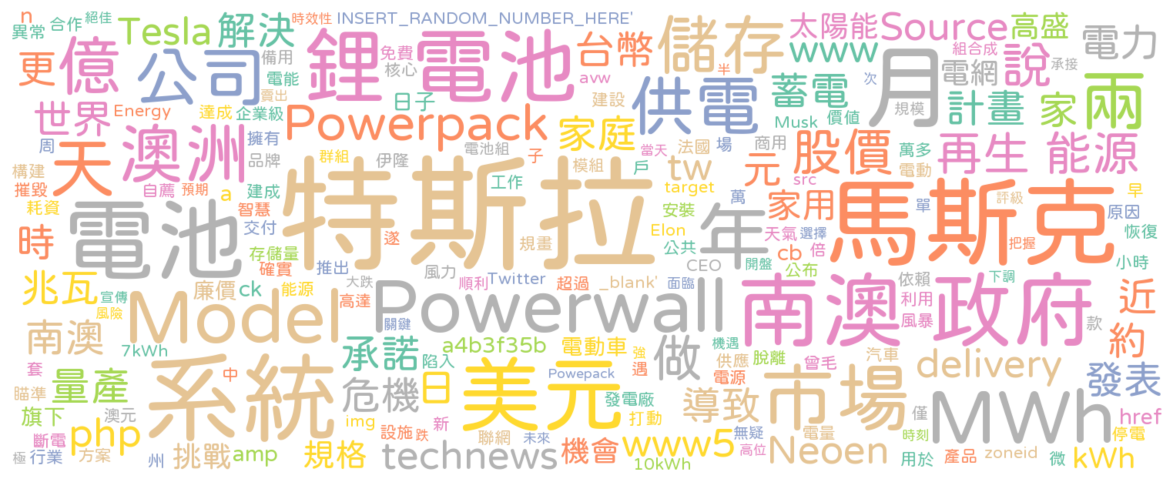 n 時效性 INSERT_RANDOM_NUMBER_HERE'
異常 合作 絕佳 Tesla 解決 鋰 電池 免費 核心 台幣 儲存 太陽能 Source 高盛 電力
更 億 公司 備用 電能 賣出 avw 半 www 組合成 說 承接 月 電網 次
世界 Energy 達成 企業級 日子 Powerpack 建設 供電 蓄電 Musk 價值 規模 計畫 家 兩
周 天 澳洲 擁有 品牌 群組 伊隆 電池組 子 家庭 法國 場 商用 股價 萬多 電動 再生 能源
構建 摧毀 自薦 預期 特斯拉 工作 模組 戶 當天 tw 元 src 評級 早
耗資 a 建成 智慧 target 萬 家用 單 馬斯克 原因
時 電池 交付 遂 規畫 安裝 Elon 公共 年 天氣 選擇 倍 把握 恢復
存儲量 確實 推出 風力 CEO 開盤 cb 公布 小時
兆瓦 宣傳 風險 廉價 ck 能源 高達 大跌 順利 Twitter 超過 _blank' 面臨 南澳 政府 依賴 利用 風暴 下調 款 近
南澳 7kWh Model 關鍵 Powerwall 機遇 約
套 中 承諾 陷入 a4b3f35b 電動車 強 遇 做 供應 脫離 曾毛 汽車 delivery 發表
瞄準 量產 系統 危機 日 美元 Powepack 發電廠 電源 市場
旗下 澳元 img 新 打動 導致 僅 MWh href
斷電 php 州 設施 跌 聯網 未來 機會 www5 無疑 電量 Neoen 時刻 停電
極 行業 方案 挑戰 amp 規格 technews 10kWh 高位 用於 產品 zoneid 微 kWh